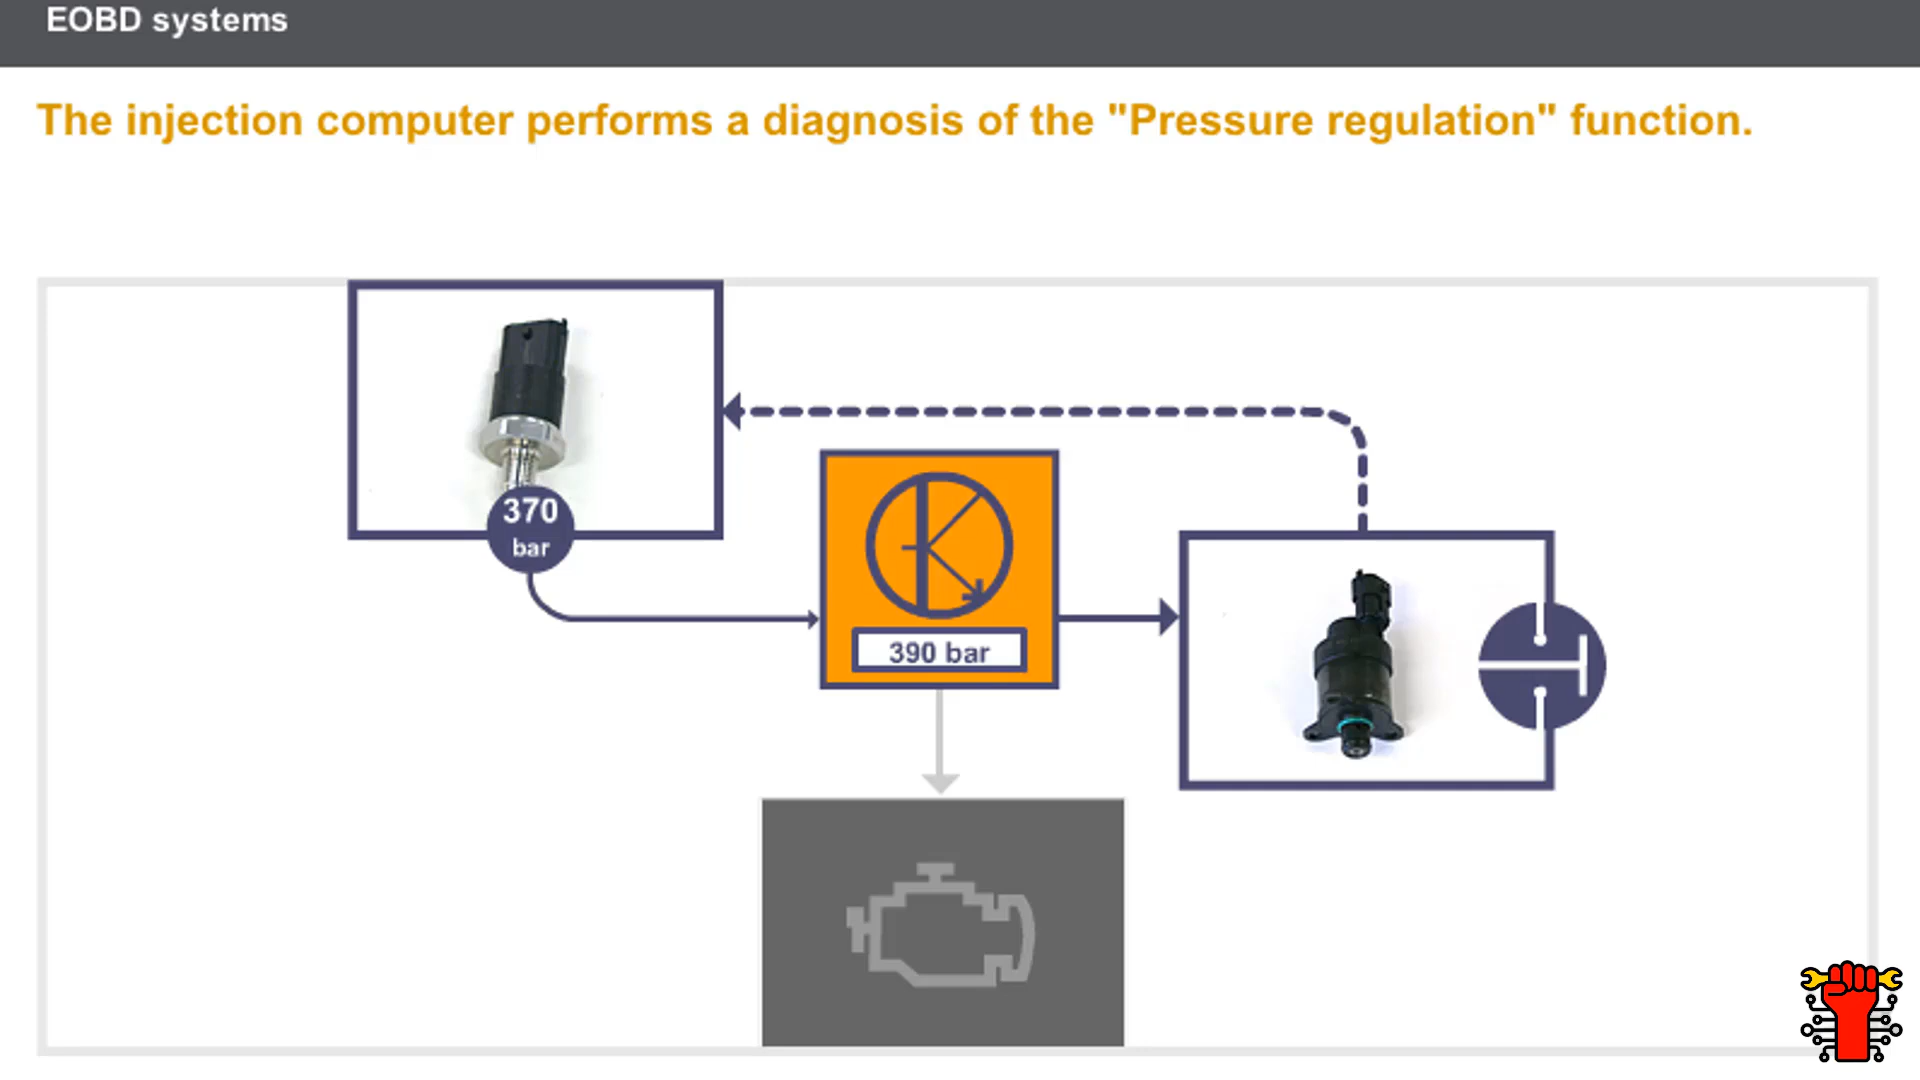 EOBD systems
The injection computer performs a diagnosis of the "Pressure regulation" function.
370
bar
390 bar